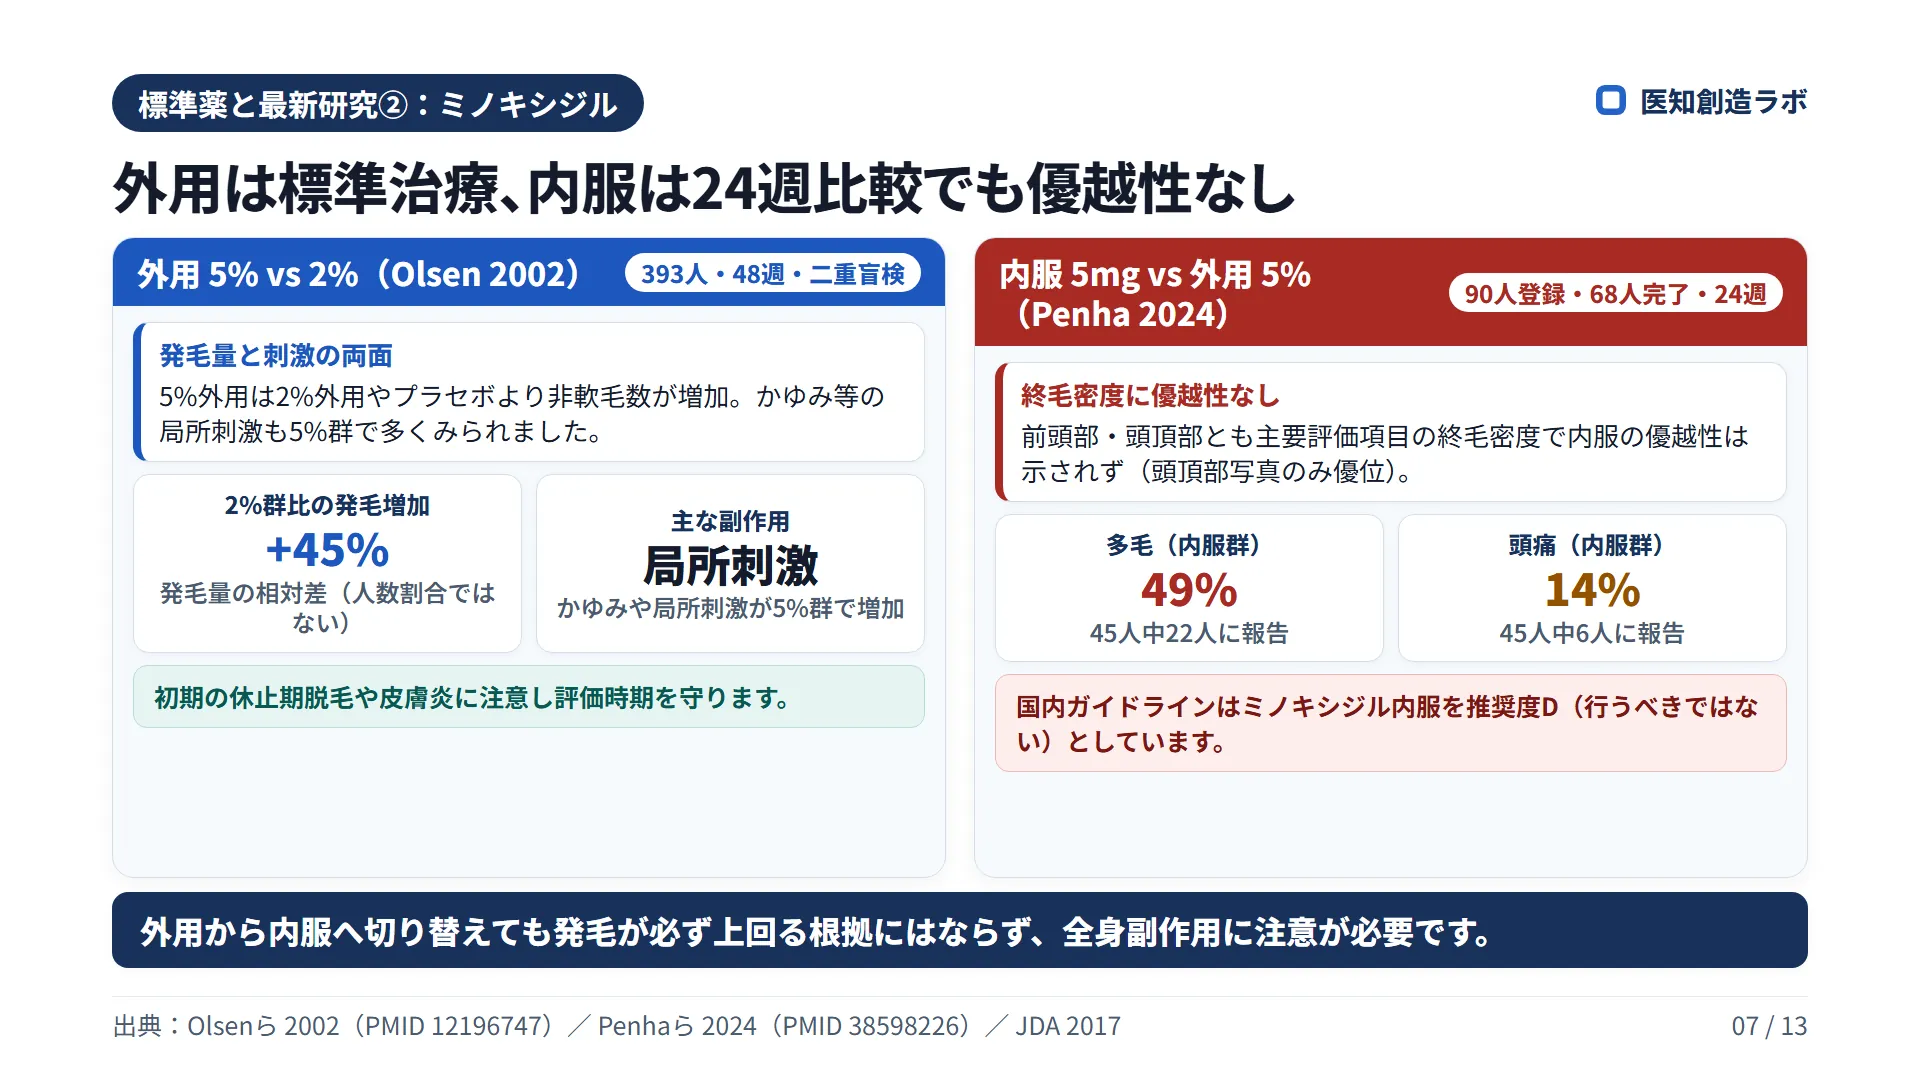 標準薬と最新研究②：ミノキシジル
医知創造ラボ
外用は標準治療、内服は24週比較でも優越性なし
外用 5% vs 2%（Olsen 2002）
393人・48週・二重盲検
発毛量と刺激の両面
5%外用は2%外用やプラセボより非軟毛数が増加。かゆみ等の
局所刺激も5%群で多くみられました。
2%群比の発毛増加
+45%
発毛量の相対差（人数割合では
ない）
主な副作用
局所刺激
かゆみや局所刺激が5%群で増加
初期の休止期脱毛や皮膚炎に注意し評価時期を守ります。
内服 5mg vs 外用 5%
（Penha 2024）
90人登録・68人完了・24週
終毛密度に優越性なし
前頭部・頭頂部とも主要評価項目の終毛密度で内服の優越性は
示されず（頭頂部写真のみ優位）。
多毛（内服群）
49%
45人中22人に報告
頭痛（内服群）
14%
45人中6人に報告
国内ガイドラインはミノキシジル内服を推奨度D（行うべきではな
い）としています。
外用から内服へ切り替えても発毛が必ず上回る根拠にはならず、全身副作用に注意が必要です。
出典：Olsenら 2002（PMID 12196747）／ Penhaら 2024（PMID 38598226）／ JDA 2017
07 / 13